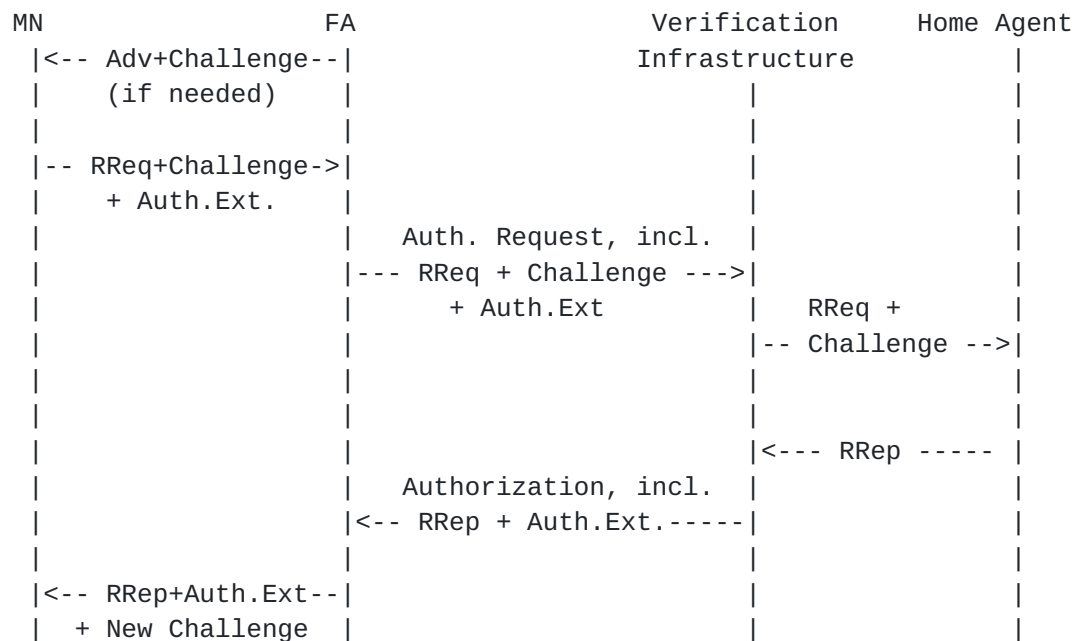 MN                 FA                 Verification     Home Agent
 |<-- Adv+Challenge--|                Infrastructure         |
 |    (if needed)    |                      |                |
 |                   |                      |                |
 |-- RReq+Challenge->|                      |                |
 |    + Auth.Ext.    |                      |                |
 |                   |   Auth. Request, incl.  |             |
 |                   |--- RReq + Challenge --->|             |
 |                   |      + Auth.Ext      |   RReq +       |
 |                   |                      |-- Challenge -->|
 |                   |                      |                |
 |                   |                      |                |
 |                   |                      |<--- RRep ----- |
 |                   |   Authorization, incl.  |             |
 |                   |<-- RRep + Auth.Ext.-----|             |
 |                   |                      |                |
 |<-- RRep+Auth.Ext--|                      |                |
 |  + New Challenge  |                      |                |